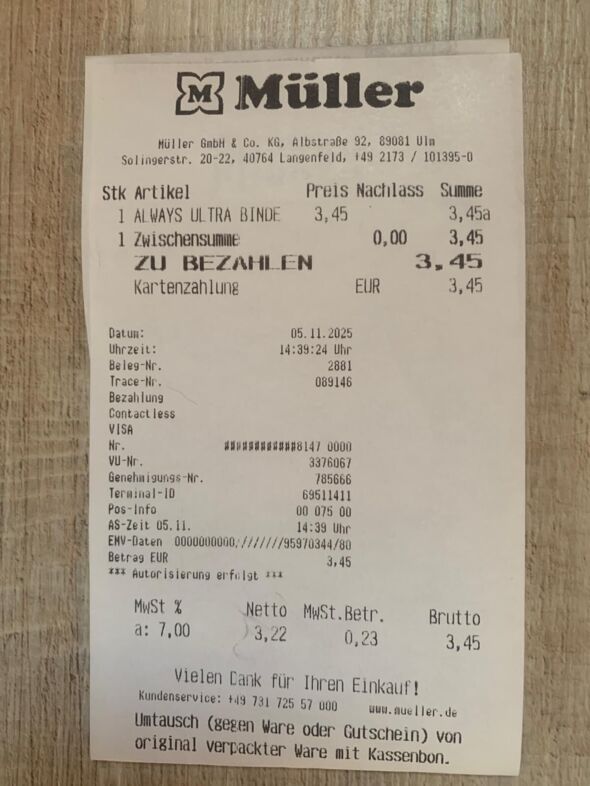 M Müller
Müller GmbH & Co. KG, Albstraße 92, 89081 Ulm
Solingerstr. 20-22, 40764 Langenfeld, +49 2173 / 101395-0
Stk Artikel Preis Nachlass Summe
1 ALWAYS ULTRA BINDE 3,45 3,45a
1 Zwischensumme 0,00 3,45
ZU BEZAHLEN 3,45
Kartenzahlung EUR 3,45
Datum: 05.11.2025
Uhrzeit: 14:39:24 Uhr
Beleg-Nr. 2881
Trace-Nr. 089146
Bezahlung
Contactless
VISA
Nr. ############8147 0000
VU-Nr. 3376067
Genehmigungs-Nr. 785666
Terminal-ID 69511411
Pos-Info 00 075 00
AS-Zeit 05.11. 14:39 Uhr
EMV-Daten 0000000000,///////95970344/80
Betrag EUR 3,45
*** Autorisierung erfolgt ***
MwSt % Netto MwSt.Betr. Brutto
a: 7,00 3,22 0,23 3,45
Vielen Dank für Ihren Einkauf!
Kundenservice: +49 731 725 57 000 www.mueller.de
Umtausch (gegen Ware oder Gutschein) von
original verpackter Ware mit Kassenbon.